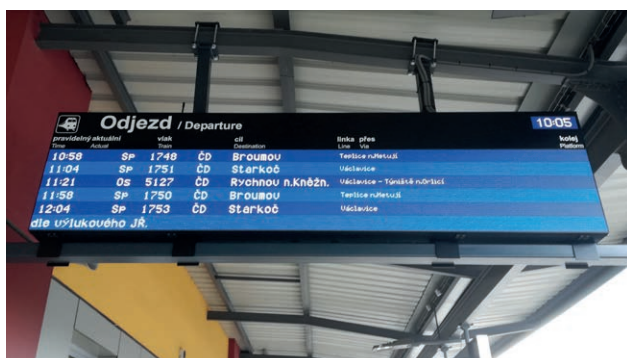 Odjezd / Departure 10:05
pravidelný aktuální vlak cíl linka přes kolej
Time Actual Train Destination Line Via Platform
10:58 Sp 1748 ČD Broumov Teplice n.Metují
11:04 Sp 1751 ČD Starkoč Václavice
11:21 Os 5127 ČD Rychnov n.Kněžn. Václavice - Týniště n.Orlicí
11:58 Sp 1750 ČD Broumov Teplice n.Metují
12:04 Sp 1753 ČD Starkoč Václavice
dle výlukového JŘ.